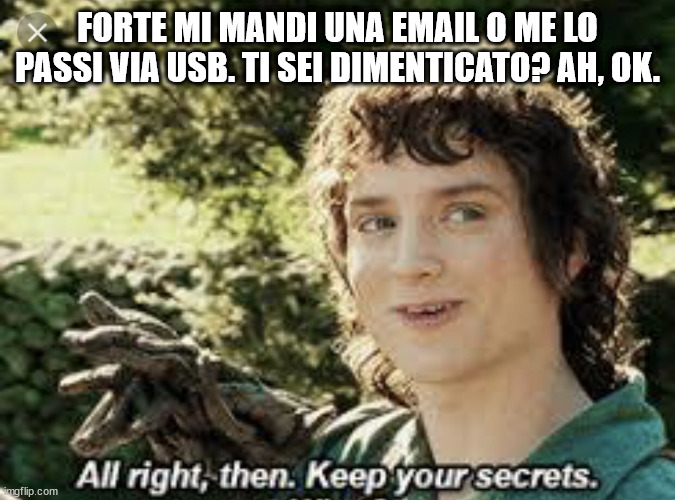 FORTE MI MANDI UNA EMAIL O ME LO
PASSI VIA USB. TI SEI DIMENTICATO? AH, OK.
All right, then. Keep your secrets.
imgflip.com